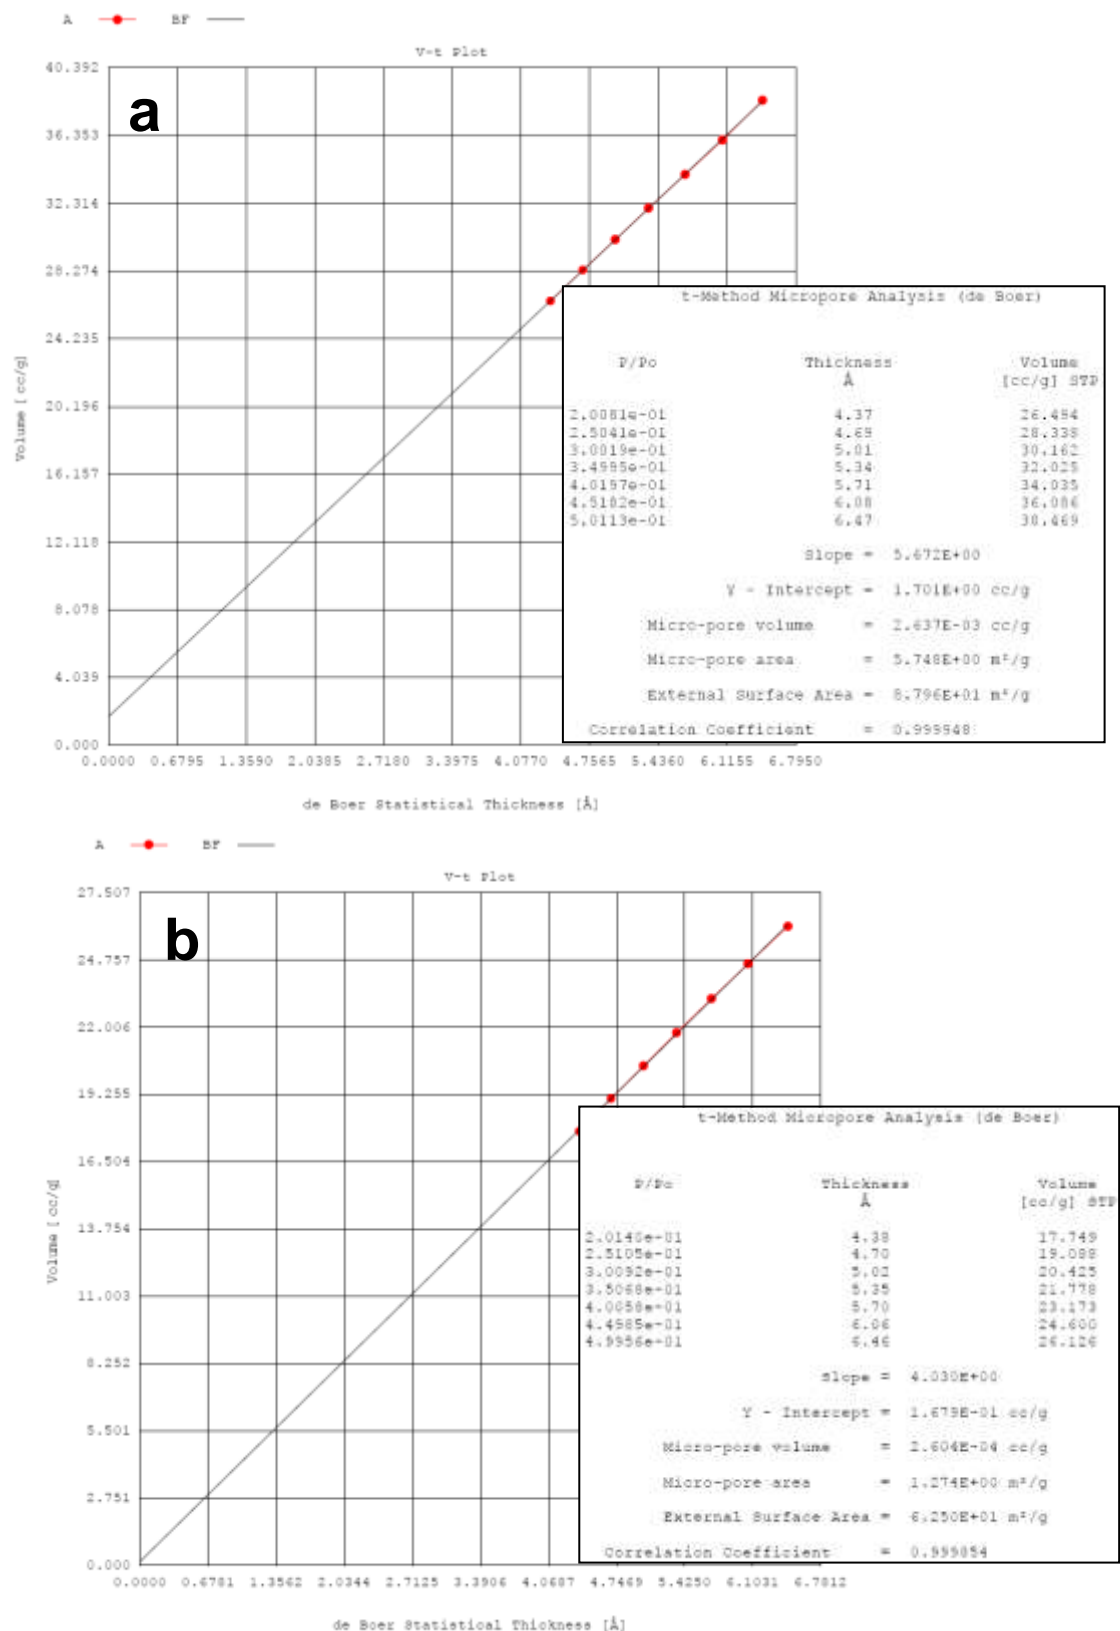 A BF
V-t Plot
a
40.392
36.353
32.314
28.274
24.235
20.196
16.157
12.118
8.078
4.039
0.000
Volume [cc/g]
0.0000 0.6795 1.3590 2.0385 2.7180 3.3975 4.0770 4.7565 5.4360 6.1155 6.7950
de Boer Statistical Thickness [Å]
t-Method Micropore Analysis (de Boer)
P/Po Thickness Volume
Å [cc/g] STP
2.0081e-01 4.37 26.494
2.5041e-01 4.69 28.338
3.0019e-01 5.01 30.162
3.4995e-01 5.34 32.025
4.0197e-01 5.71 34.035
4.5102e-01 6.08 36.086
5.0113e-01 6.47 38.469
Slope = 5.672E+00
Y - Intercept = 1.701E+00 cc/g
Micro-pore volume = 2.637E-03 cc/g
Micro-pore area = 5.748E+00 m²/g
External Surface Area = 8.796E+01 m²/g
Correlation Coefficient = 0.999948
A BF
V-t Plot
b
27.507
24.757
22.006
19.255
16.504
13.754
11.003
8.252
5.501
2.751
0.000
Volume [cc/g]
0.0000 0.6781 1.3562 2.0344 2.7125 3.3906 4.0687 4.7469 5.4250 6.1031 6.7812
de Boer Statistical Thickness [Å]
t-Method Micropore Analysis (de Boer)
P/Po Thickness Volume
Å [cc/g] STP
2.0146e-01 4.38 17.749
2.5105e-01 4.70 19.088
3.0092e-01 5.02 20.425
3.5068e-01 5.35 21.778
4.0058e-01 5.70 23.173
4.4985e-01 6.06 24.600
4.9956e-01 6.46 26.126
Slope = 4.030E+00
Y - Intercept = 1.679E-01 cc/g
Micro-pore volume = 2.604E-04 cc/g
Micro-pore area = 1.274E+00 m²/g
External Surface Area = 6.250E+01 m²/g
Correlation Coefficient =